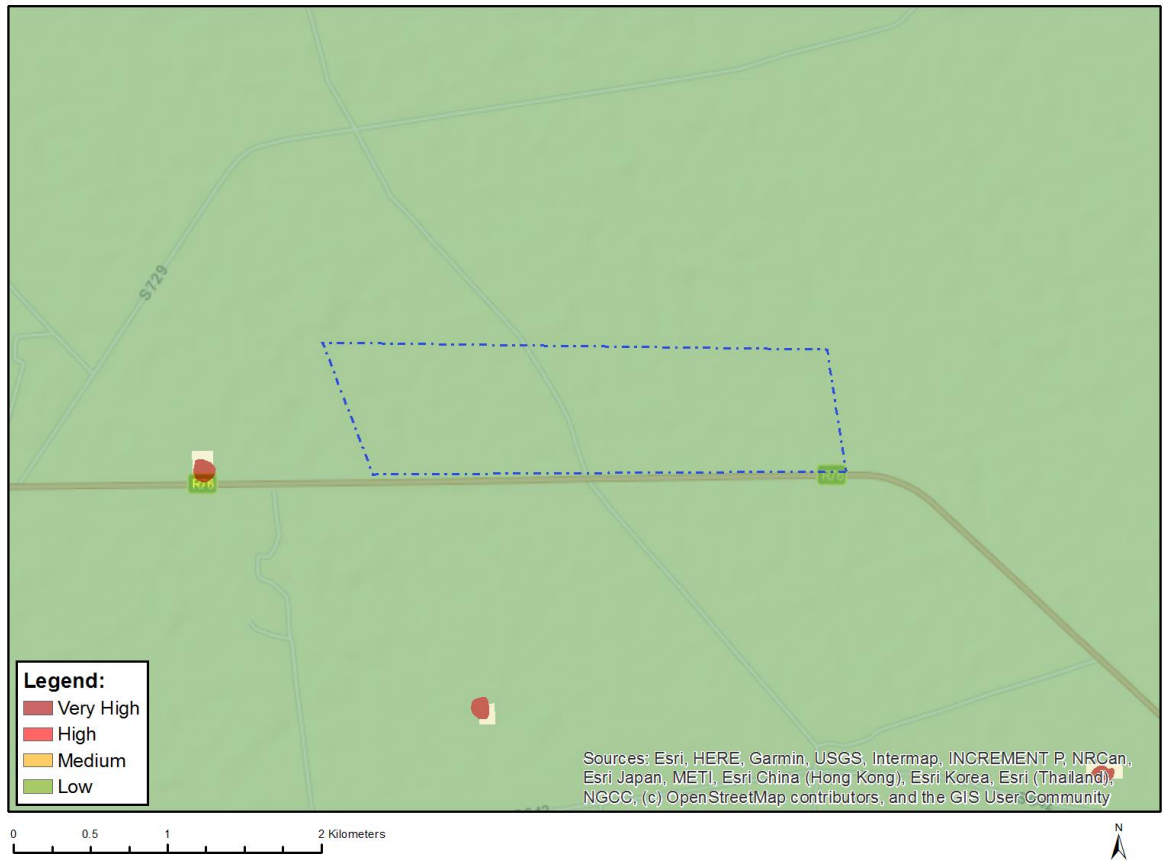 S729
R76
R76
Legend:
Very High
High
Medium
Low
Sources: Esri, HERE, Garmin, USGS, Intermap, INCREMENT P, NRCan,
Esri Japan, METI, Esri China (Hong Kong), Esri Korea, Esri (Thailand),
NGCC, (c) OpenStreetMap contributors, and the GIS User Community
0 0.5 1 2 Kilometers
N